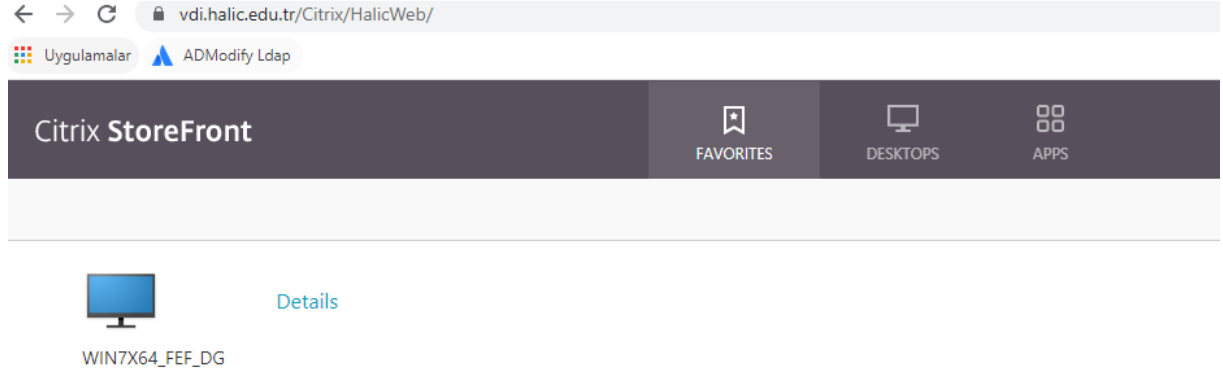 vdi.halic.edu.tr/Citrix/HalicWeb/
Uygulamalar ADModify Ldap
Citrix StoreFront
FAVORITES DESKTOPS APPS
Details
WIN7X64_FEF_DG